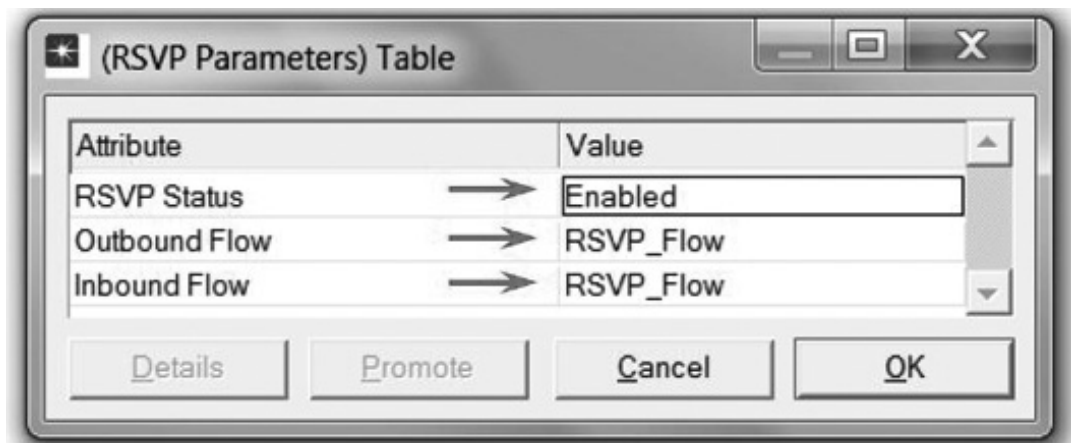 (RSVP Parameters) Table
Attribute Value
RSVP Status Enabled
Outbound Flow RSVP_Flow
Inbound Flow RSVP_Flow
Details Promote Cancel OK